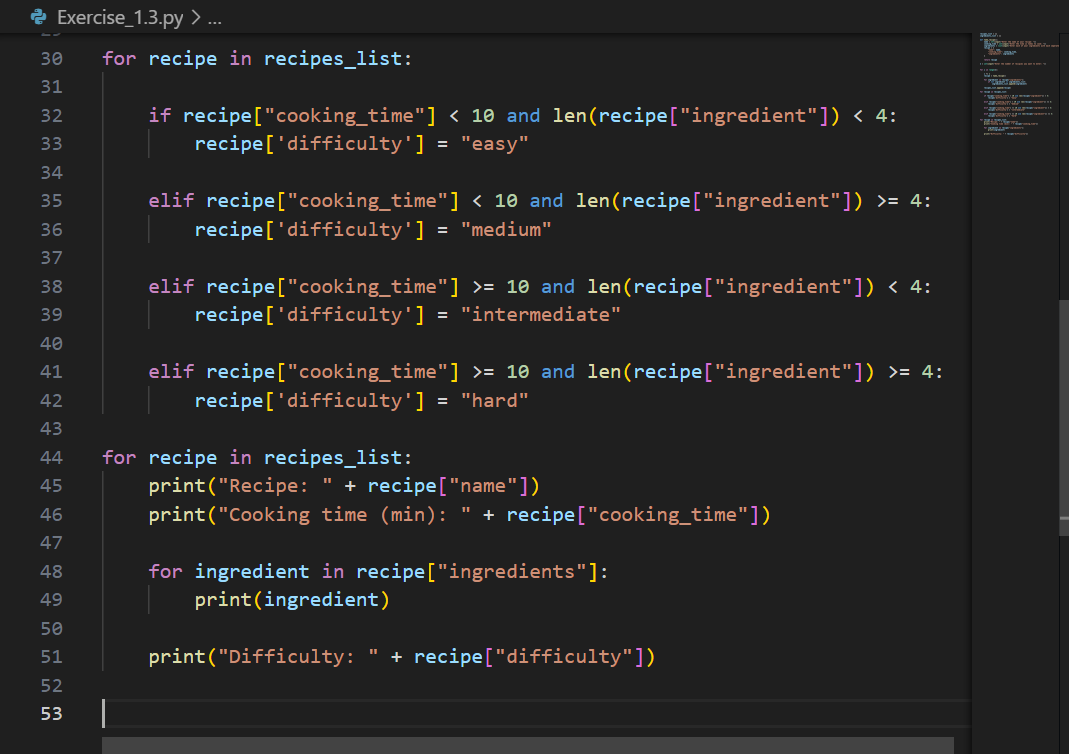 Exercise_1.3.py > ...
30 for recipe in recipes_list:
31
32 if recipe["cooking_time"] < 10 and len(recipe["ingredient"]) < 4:
33 recipe['difficulty'] = "easy"
34
35 elif recipe["cooking_time"] < 10 and len(recipe["ingredient"]) >= 4:
36 recipe['difficulty'] = "medium"
37
38 elif recipe["cooking_time"] >= 10 and len(recipe["ingredient"]) < 4:
39 recipe['difficulty'] = "intermediate"
40
41 elif recipe["cooking_time"] >= 10 and len(recipe["ingredient"]) >= 4:
42 recipe['difficulty'] = "hard"
43
44 for recipe in recipes_list:
45 print("Recipe: " + recipe["name"])
46 print("Cooking time (min): " + recipe["cooking_time"])
47
48 for ingredient in recipe["ingredients"]:
49 print(ingredient)
50
51 print("Difficulty: " + recipe["difficulty"])
52
53